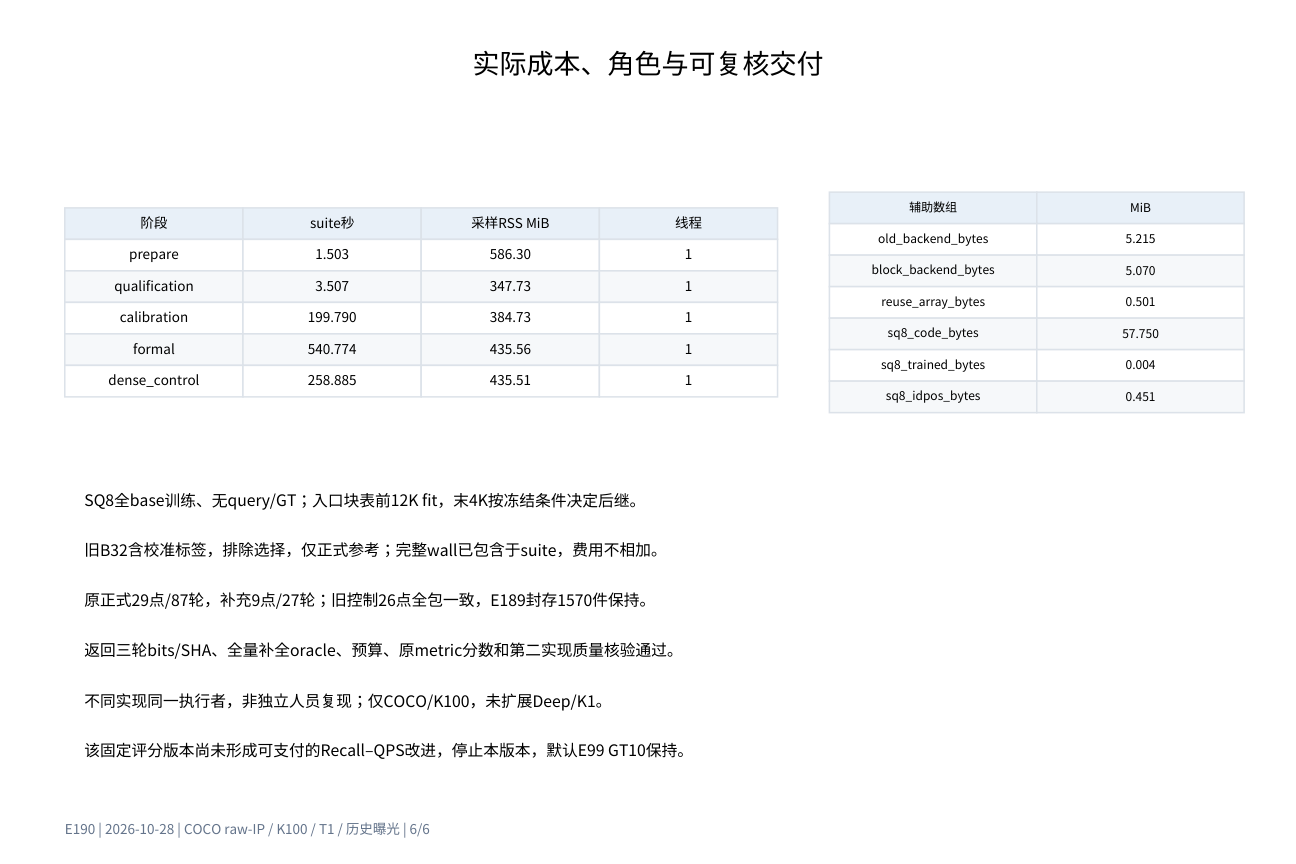 实际成本、角色与可复核交付
阶段 suite秒 采样RSS MiB 线程
prepare 1.503 586.30 1
qualification 3.507 347.73 1
calibration 199.790 384.73 1
formal 540.774 435.56 1
dense_control 258.885 435.51 1
辅助数组 MiB
old_backend_bytes 5.215
block_backend_bytes 5.070
reuse_array_bytes 0.501
sq8_code_bytes 57.750
sq8_trained_bytes 0.004
sq8_idpos_bytes 0.451
SQ8全base训练、无query/GT；入口块表前12K fit，末4K按冻结条件决定后继。
旧B32含校准标签，排除选择，仅正式参考；完整wall已包含于suite，费用不相加。
原正式29点/87轮，补充9点/27轮；旧控制26点全包一致，E189封存1570件保持。
返回三轮bits/SHA、全量补全oracle、预算、原metric分数和第二实现质量核验通过。
不同实现同一执行者，非独立人员复现；仅COCO/K100，未扩展Deep/K1。
该固定评分版本尚未形成可支付的Recall–QPS改进，停止本版本，默认E99 GT10保持。
E190 | 2026-10-28 | COCO raw-IP / K100 / T1 / 历史曝光 | 6/6